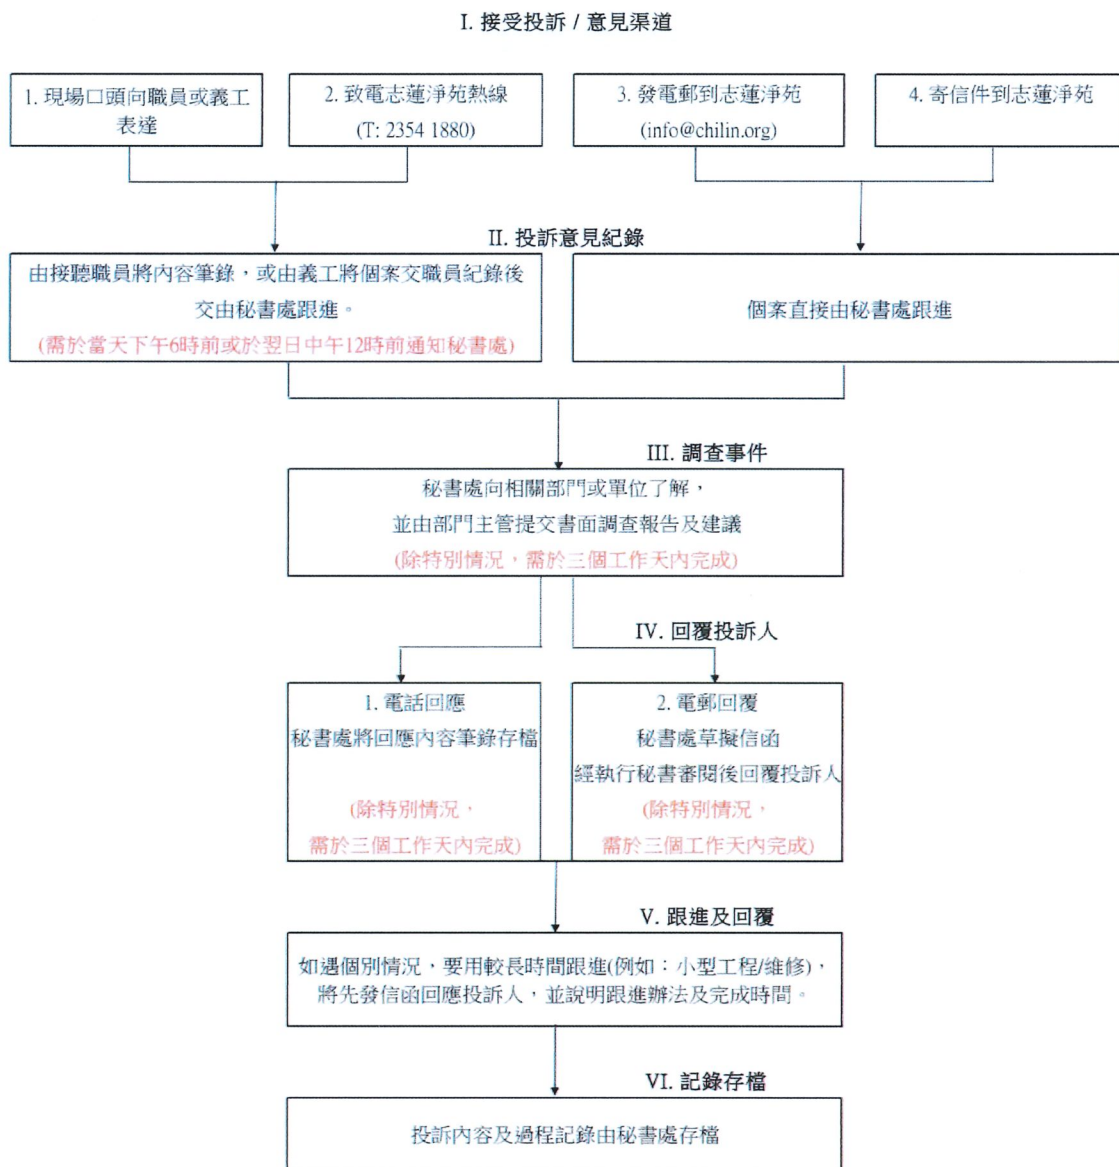 I. 接受投訴 / 意見渠道
1. 現場口頭向職員或義工
表達
2. 致電志蓮淨苑熱線
(T: 2354 1880)
3. 發電郵到志蓮淨苑
(info@chilin.org)
4. 寄信件到志蓮淨苑
II. 投訴意見紀錄
由接聽職員將內容筆錄，或由義工將個案交職員紀錄後
交由秘書處跟進。
(需於當天下午6時前或於翌日中午12時前通知秘書處)
個案直接由秘書處跟進
III. 調查事件
秘書處向相關部門或單位了解，
並由部門主管提交書面調查報告及建議
(除特別情況，需於三個工作天內完成)
IV. 回覆投訴人
1. 電話回應
秘書處將回應內容筆錄存檔
(除特別情況，
需於三個工作天內完成)
2. 電郵回覆
秘書處草擬信函
經執行秘書審閱後回覆投訴人
(除特別情況，
需於三個工作天內完成)
V. 跟進及回覆
如遇個別情況，要用較長時間跟進(例如：小型工程/維修)，
將先發信函回應投訴人，並說明跟進辦法及完成時間。
VI. 記錄存檔
投訴內容及過程記錄由秘書處存檔